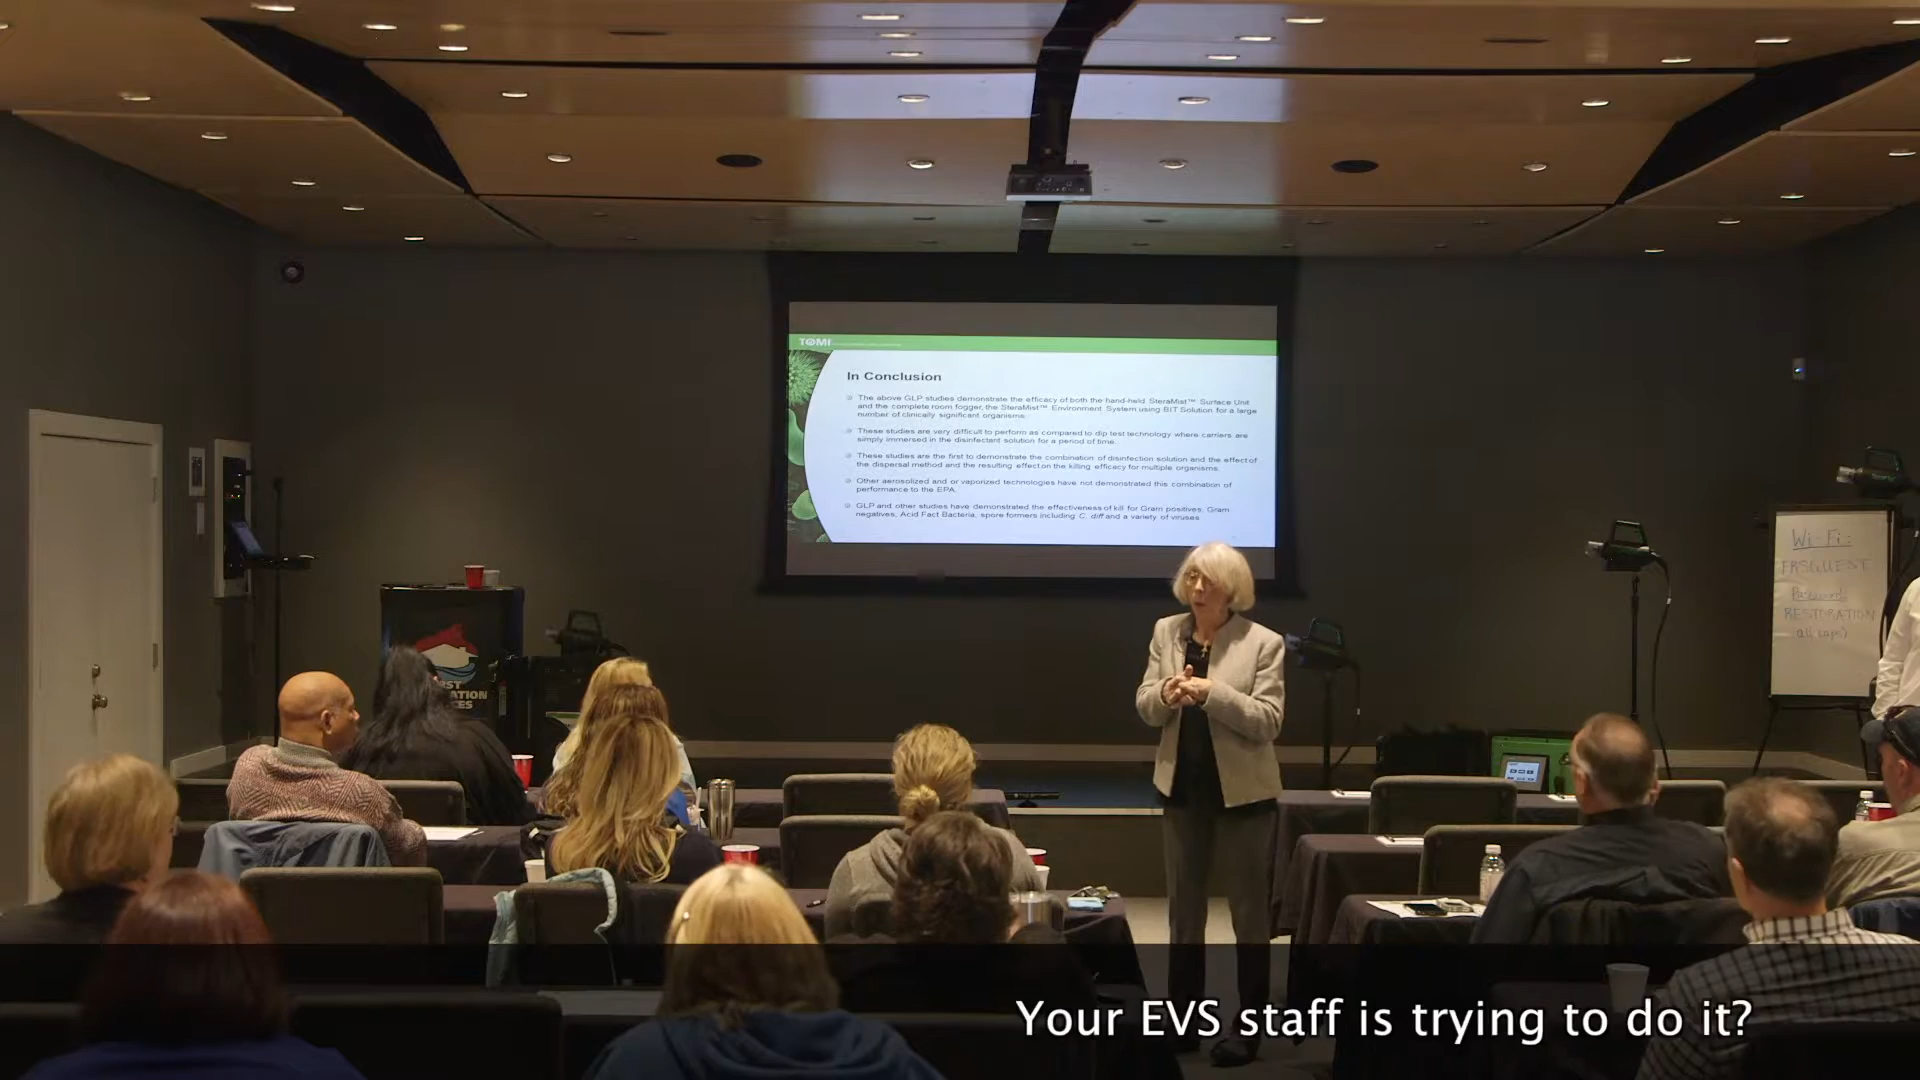 TOMI
In Conclusion
The above GLP studies demonstrate the efficacy of both the hand-held SteraMist™ Surface Unit
and the complete room fogger, the SteraMist™ Environment System using BIT Solution for a large
number of clinically significant organisms.
These studies are very difficult to perform as compared to dip test technology where carriers are
simply immersed in the disinfectant solution for a period of time.
These studies are the first to demonstrate the combination of disinfection solution and the effect of
the dispersal method and the resulting effect on the killing efficacy for multiple organisms.
Other aerosolized and or vaporized technologies have not demonstrated this combination of
performance to the EPA.
GLP and other studies have demonstrated the effectiveness of kill for Gram positives, Gram
negatives, Acid Fact Bacteria, spore formers including C. diff and a variety of viruses
Wi-Fi:
FRSGUEST
Password:
RESTORATION
(all caps)
RST
ATION
CES
Your EVS staff is trying to do it?